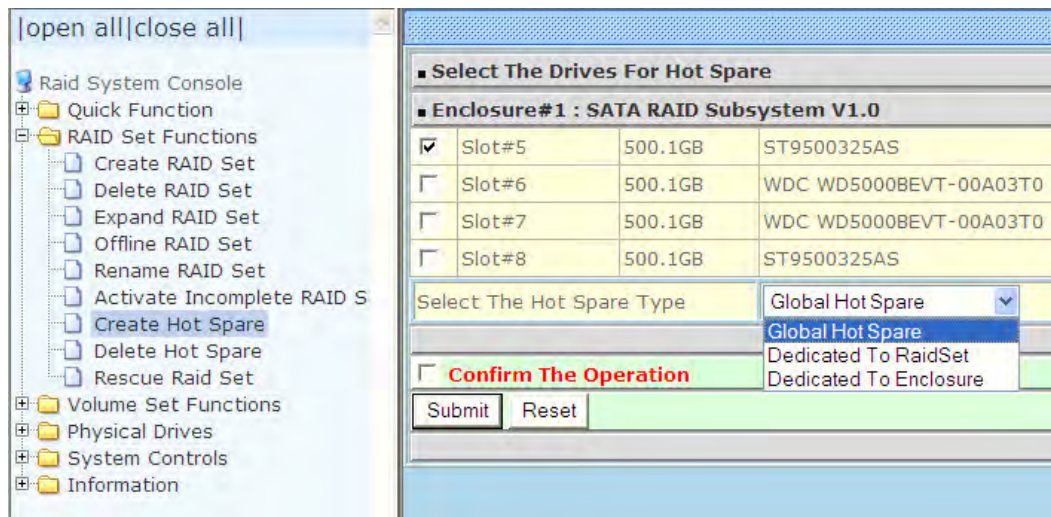 |open all|close all|
Raid System Console
Quick Function
RAID Set Functions
Create RAID Set
Delete RAID Set
Expand RAID Set
Offline RAID Set
Rename RAID Set
Activate Incomplete RAID S
Create Hot Spare
Delete Hot Spare
Rescue Raid Set
Volume Set Functions
Physical Drives
System Controls
Information
Select The Drives For Hot Spare
Enclosure#1 : SATA RAID Subsystem V1.0
Slot#5 500.1GB ST9500325AS
Slot#6 500.1GB WDC WD5000BEVT-00A03T0
Slot#7 500.1GB WDC WD5000BEVT-00A03T0
Slot#8 500.1GB ST9500325AS
Select The Hot Spare Type Global Hot Spare
Global Hot Spare
Dedicated To RaidSet
Dedicated To Enclosure
Confirm The Operation
Submit Reset